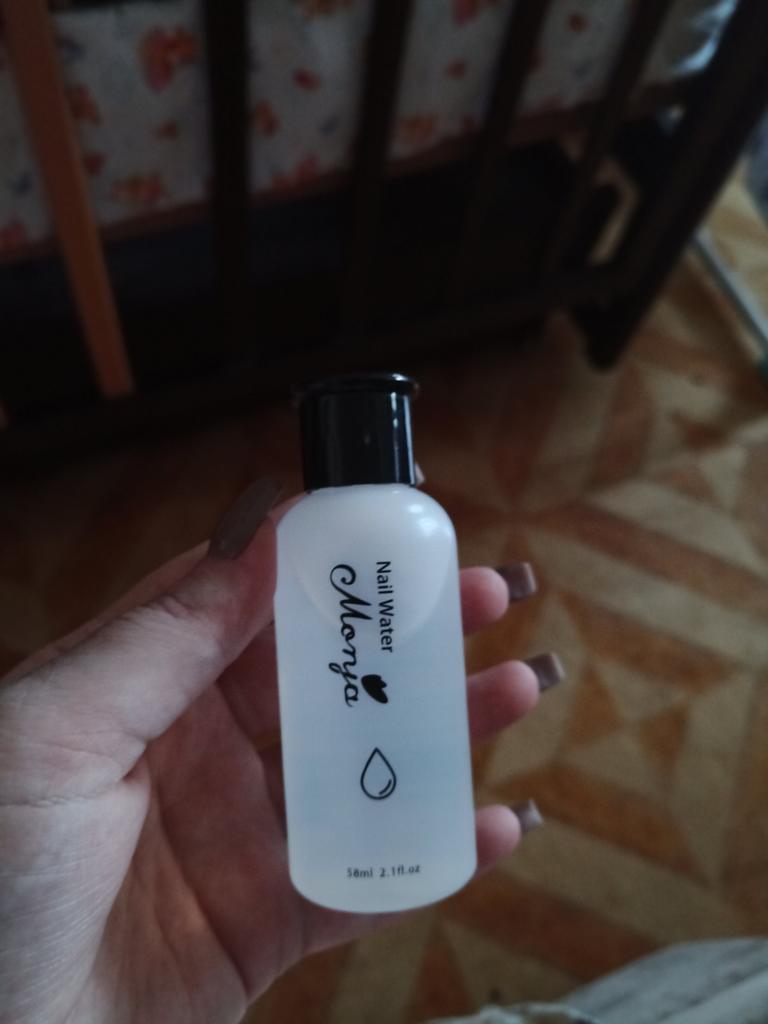 Nail Water
Monja
58ml 2.1fl.oz